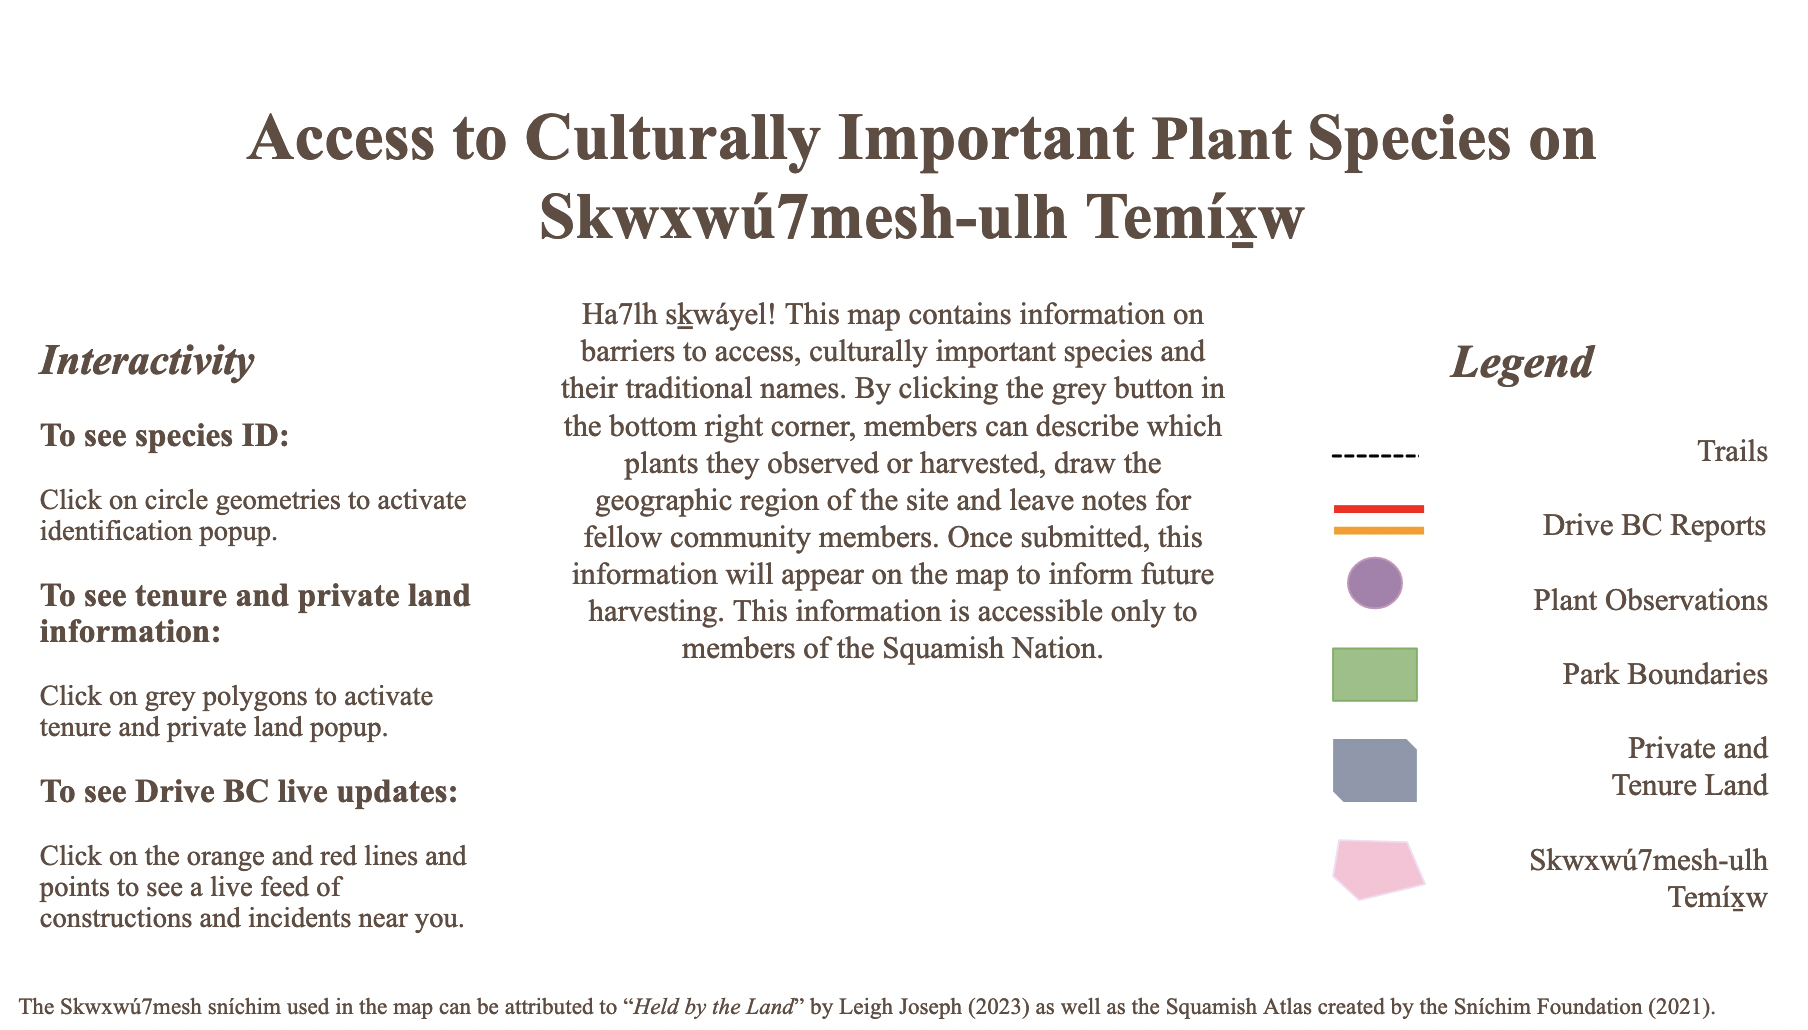 Access to Culturally Important Plant Species on
Skwxwú7mesh-ulh Temíx̲w
Interactivity
To see species ID:
Click on circle geometries to activate
identification popup.
To see tenure and private land
information:
Click on grey polygons to activate
tenure and private land popup.
To see Drive BC live updates:
Click on the orange and red lines and
points to see a live feed of
constructions and incidents near you.
Ha7lh sk̲wáyel! This map contains information on
barriers to access, culturally important species and
their traditional names. By clicking the grey button in
the bottom right corner, members can describe which
plants they observed or harvested, draw the
geographic region of the site and leave notes for
fellow community members. Once submitted, this
information will appear on the map to inform future
harvesting. This information is accessible only to
members of the Squamish Nation.
Legend
Trails
Drive BC Reports
Plant Observations
Park Boundaries
Private and
Tenure Land
Skwxwú7mesh-ulh
Temíx̲w
The Skwxwú7mesh sníchim used in the map can be attributed to “Held by the Land” by Leigh Joseph (2023) as well as the Squamish Atlas created by the Sníchim Foundation (2021).